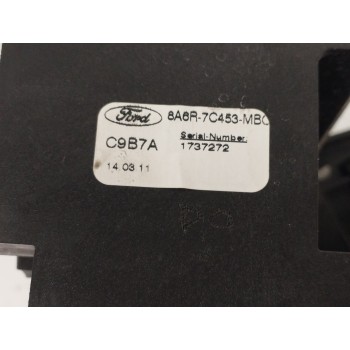 Ford 8A6R-7C453-MBC
C9B7A Serial-Number
1737272
14 03 11